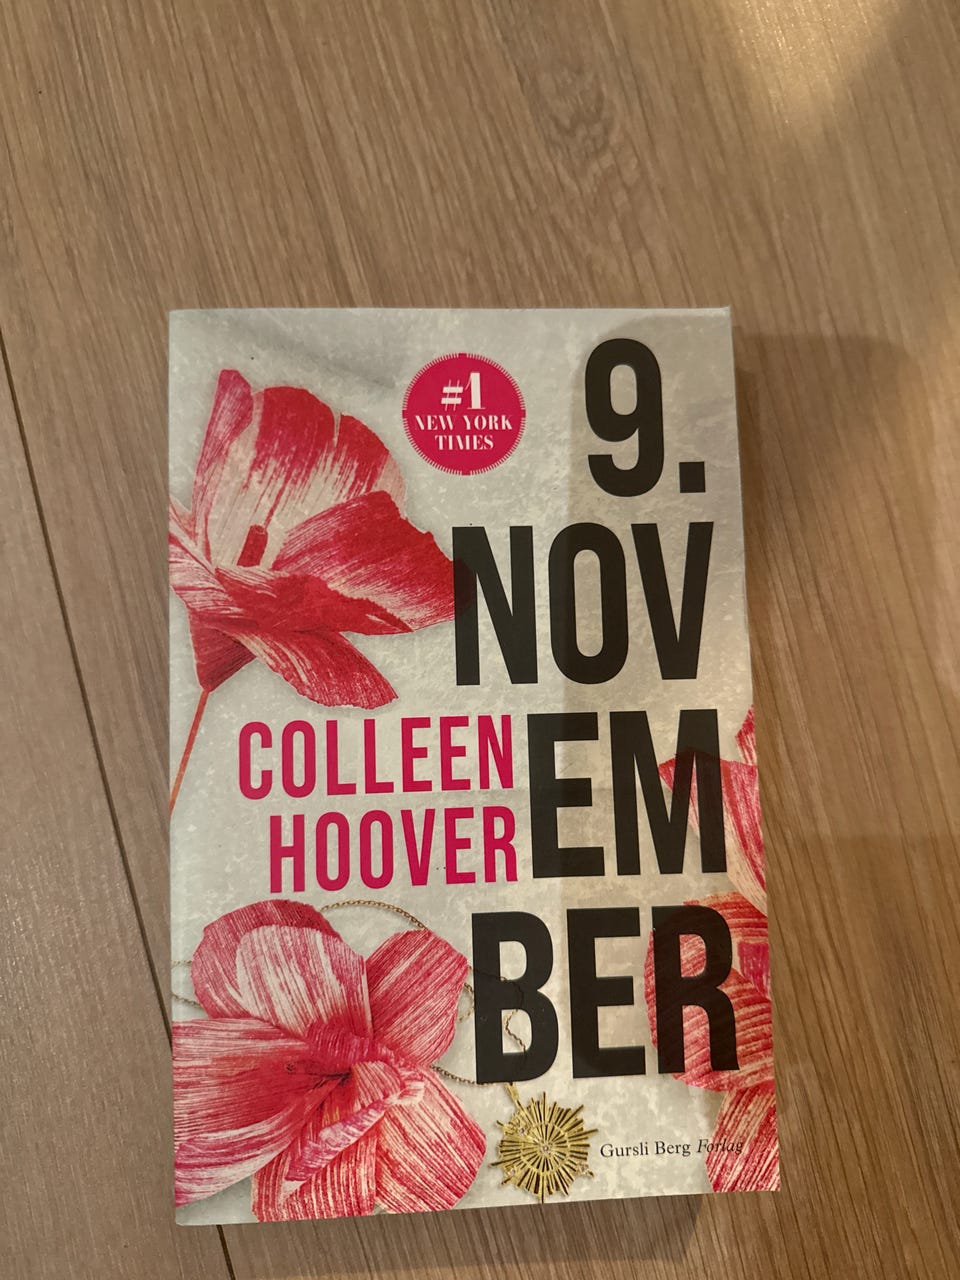 #1
NEW YORK
TIMES
9.
NOV
EM
BER
COLLEEN
HOOVER
Gursli Berg Forlag